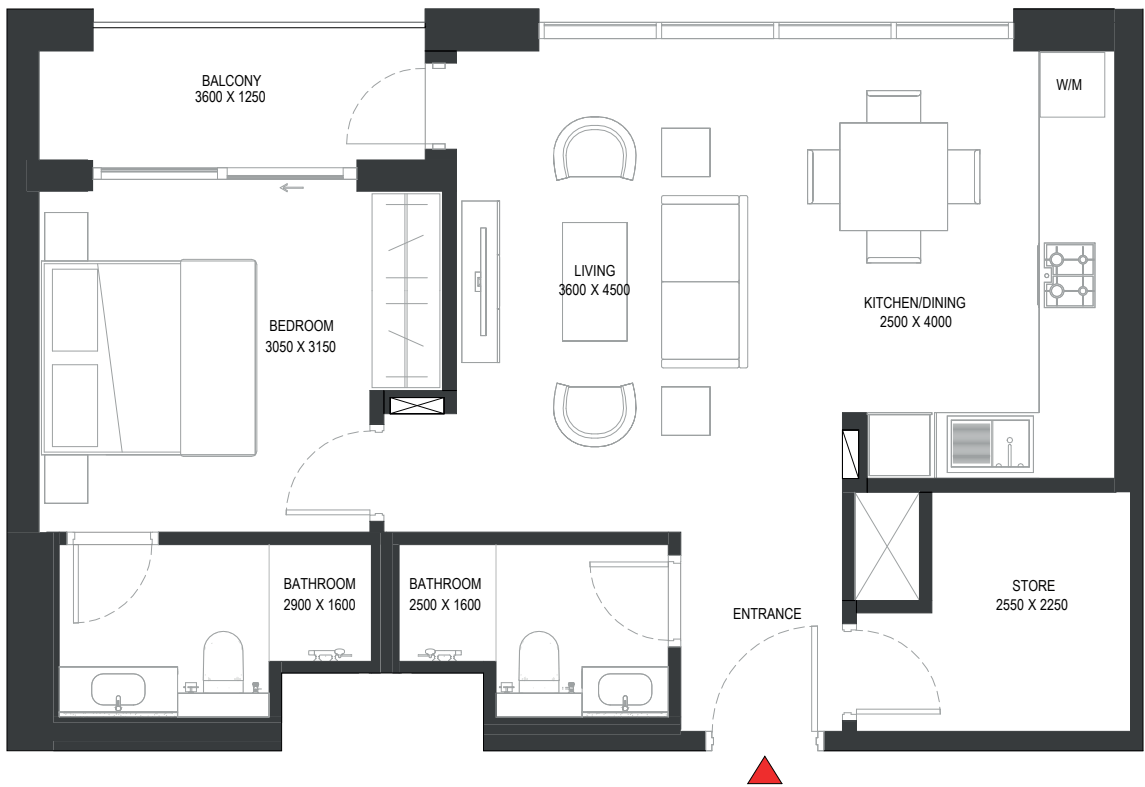 BALCONY
3600 X 1250
W/M
LIVING
3600 X 4500
KITCHEN/DINING
2500 X 4000
BEDROOM
3050 X 3150
BATHROOM
2900 X 1600
BATHROOM
2500 X 1600
STORE
2550 X 2250
ENTRANCE